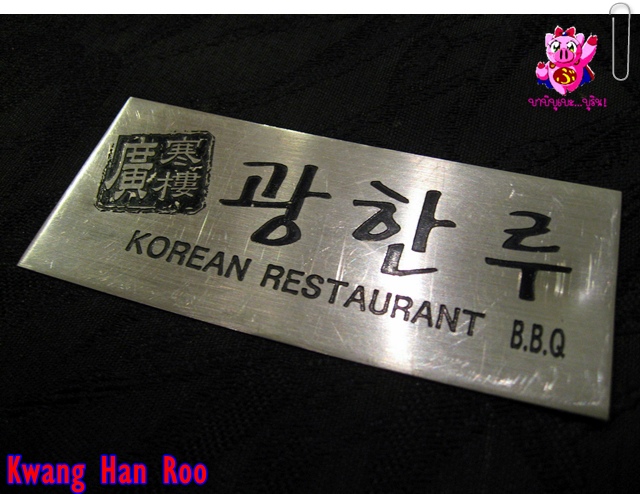 廣寒樓
광한루
KOREAN RESTAURANT B.B.Q
Kwang Han Roo